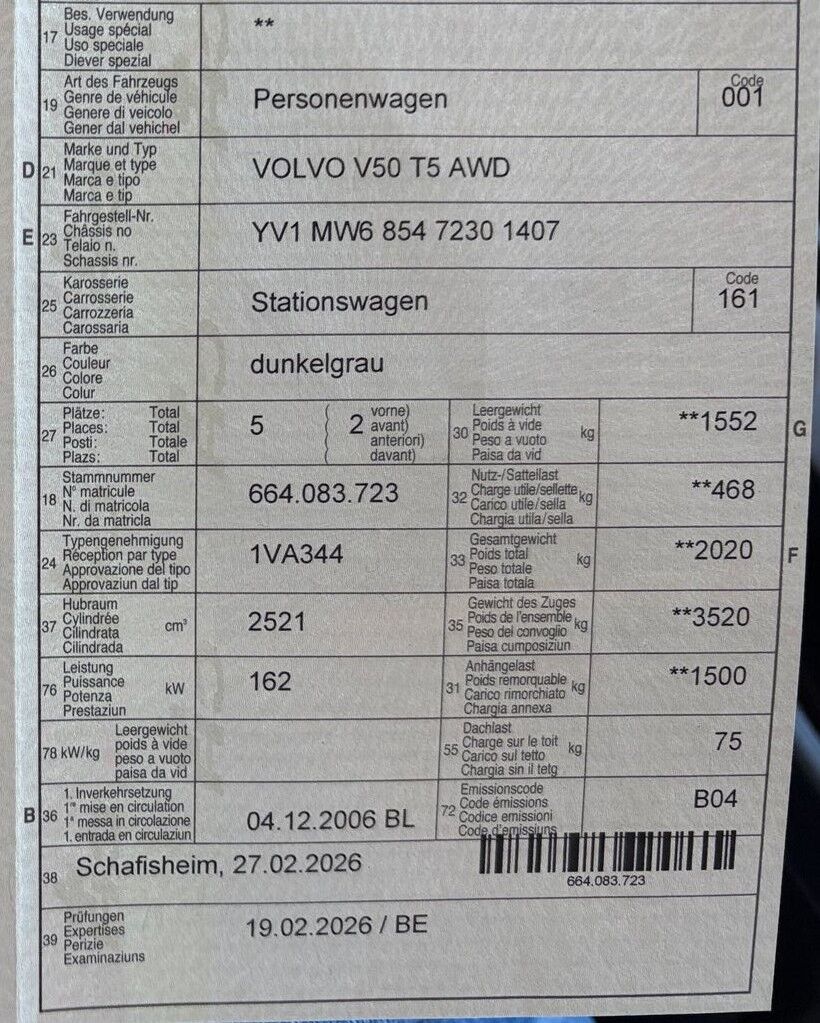 17 Bes. Verwendung
Usage spécial
Uso speciale
Diever spezial
**
19 Art des Fahrzeugs
Genre de véhicule
Genere di veicolo
Gener dal vehichel
Personenwagen
Code
001
D 21 Marke und Typ
Marque et type
Marca e tipo
Marca e tip
VOLVO V50 T5 AWD
E 23 Fahrgestell-Nr.
Châssis no
Telaio n.
Schassis nr.
YV1 MW6 854 7230 1407
25 Karosserie
Carrosserie
Carrozzeria
Carossaria
Stationswagen
Code
161
26 Farbe
Couleur
Colore
Colur
dunkelgrau
27 Plätze: Total
Places: Total
Posti: Totale
Plazs: Total
5 ( 2 vorne)
( avant)
( anteriori)
( davant)
30 Leergewicht
Poids à vide
Peso a vuoto
Paisa da vid
kg
**1552
G
18 Stammnummer
N° matricule
N. di matricola
Nr. da matricla
664.083.723
32 Nutz-/Sattellast
Charge utile/sellette
Carico utile/sella
Chargia utila/sella
kg
**468
24 Typengenehmigung
Réception par type
Approvazione del tipo
Approvaziun dal tip
1VA344
33 Gesamtgewicht
Poids total
Peso totale
Paisa totala
kg
**2020
F
37 Hubraum
Cylindrée
Cilindrata
Cilindrada
cm³
2521
35 Gewicht des Zuges
Poids de l'ensemble
Peso del convoglio
Paisa cumposiziun
kg
**3520
76 Leistung
Puissance
Potenza
Prestaziun
kW
162
31 Anhängelast
Poids remorquable
Carico rimorchiato
Chargia annexa
kg
**1500
78 kW/kg
Leergewicht
poids à vide
peso a vuoto
paisa da vid
55 Dachlast
Charge sur le toit
Carico sul tetto
Chargia sin il tetg
kg
75
B 36 1. Inverkehrsetzung
1re mise en circulation
1a messa in circolazione
1. entrada en circulaziun
04.12.2006 BL
72 Emissionscode
Code émissions
Codice emissioni
Code d'emissiuns
B04
38 Schafisheim, 27.02.2026
664.083.723
39 Prüfungen
Expertises
Perizie
Examinaziuns
19.02.2026 / BE